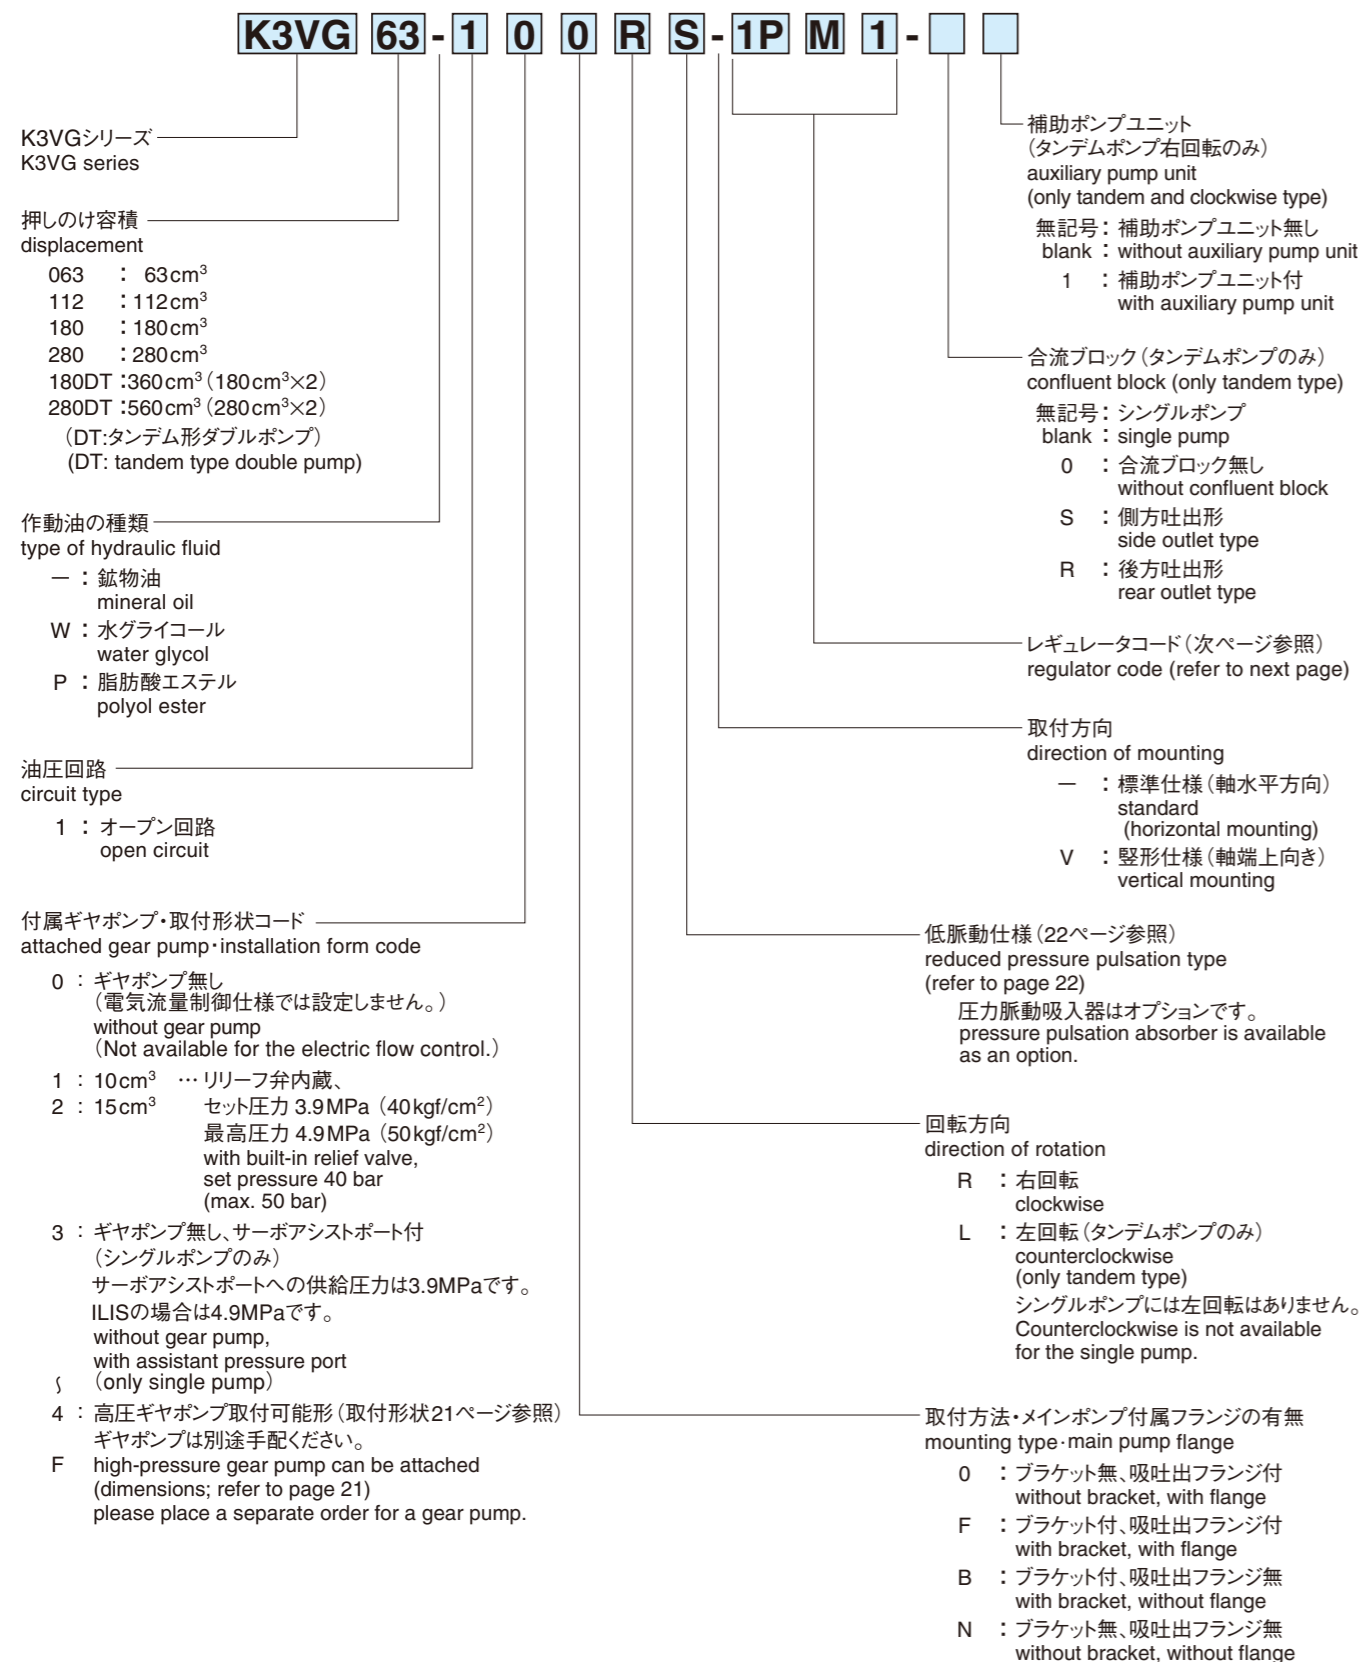 K3VG 63 - 1 0 0 R S - 1P M 1 -
K3VGシリーズ
K3VG series
押しのけ容積
displacement
063 : 63cm³
112 : 112cm³
180 : 180cm³
280 : 280cm³
180DT : 360cm³（180cm³×2）
280DT : 560cm³（280cm³×2）
（DT:タンデム形ダブルポンプ）
(DT: tandem type double pump)
作動油の種類
type of hydraulic fluid
ー : 鉱物油
mineral oil
W : 水グライコール
water glycol
P : 脂肪酸エステル
polyol ester
油圧回路
circuit type
1 : オープン回路
open circuit
付属ギヤポンプ・取付形状コード
attached gear pump・installation form code
0 : ギヤポンプ無し
（電気流量制御仕様では設定しません。）
without gear pump
（Not available for the electric flow control.）
1 : 10cm³ … リリーフ弁内蔵、
2 : 15cm³ セット圧力 3.9MPa（40kgf/cm²）
最高圧力 4.9MPa（50kgf/cm²）
with built-in relief valve,
set pressure 40 bar
(max. 50 bar)
3 : ギヤポンプ無し、サーボアシストポート付
（シングルポンプのみ）
サーボアシストポートへの供給圧力は3.9MPaです。
ILISの場合は4.9MPaです。
without gear pump,
with assistant pressure port
（only single pump）
〜
4 : 高圧ギヤポンプ取付可能形（取付形状21ページ参照）
ギヤポンプは別途手配ください。
F high-pressure gear pump can be attached
(dimensions; refer to page 21)
please place a separate order for a gear pump.
補助ポンプユニット
（タンデムポンプ右回転のみ）
auxiliary pump unit
(only tandem and clockwise type)
無記号 : 補助ポンプユニット無し
blank : without auxiliary pump unit
1 : 補助ポンプユニット付
with auxiliary pump unit
合流ブロック（タンデムポンプのみ）
confluent block (only tandem type)
無記号 : シングルポンプ
blank : single pump
0 : 合流ブロック無し
without confluent block
S : 側方吐出形
side outlet type
R : 後方吐出形
rear outlet type
レギュレータコード（次ページ参照）
regulator code (refer to next page)
取付方向
direction of mounting
ー : 標準仕様（軸水平方向）
standard
(horizontal mounting)
V : 竪形仕様（軸端上向き）
vertical mounting
低脈動仕様（22ページ参照）
reduced pressure pulsation type
(refer to page 22)
圧力脈動吸入器はオプションです。
pressure pulsation absorber is available
as an option.
回転方向
direction of rotation
R : 右回転
clockwise
L : 左回転（タンデムポンプのみ）
counterclockwise
(only tandem type)
シングルポンプには左回転はありません。
Counterclockwise is not available
for the single pump.
取付方法・メインポンプ付属フランジの有無
mounting type・main pump flange
0 : ブラケット無、吸吐出フランジ付
without bracket, with flange
F : ブラケット付、吸吐出フランジ付
with bracket, with flange
B : ブラケット付、吸吐出フランジ無
with bracket, without flange
N : ブラケット無、吸吐出フランジ無
without bracket, without flange